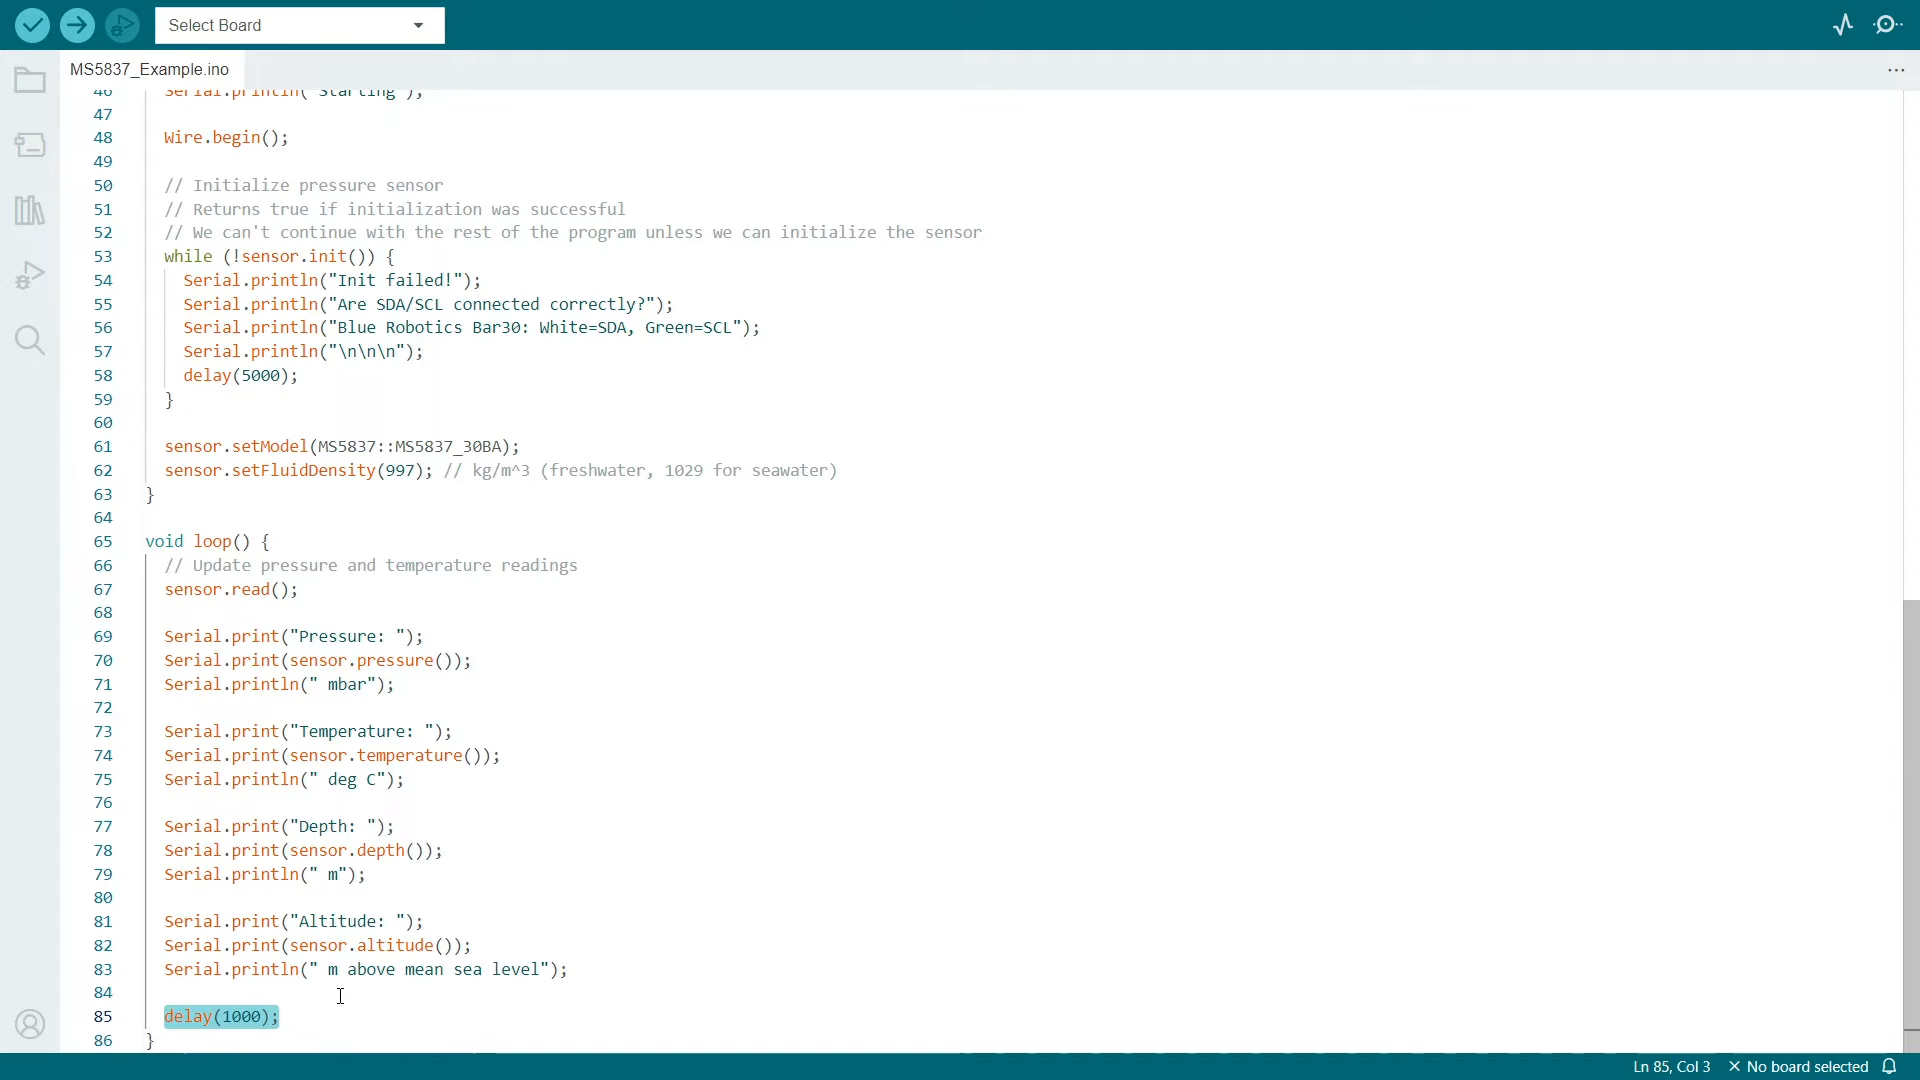 Select Board
MS5837_Example.ino
46 Serial.println("Starting");
47
48 Wire.begin();
49
50 // Initialize pressure sensor
51 // Returns true if initialization was successful
52 // We can't continue with the rest of the program unless we can initialize the sensor
53 while (!sensor.init()) {
54 Serial.println("Init failed!");
55 Serial.println("Are SDA/SCL connected correctly?");
56 Serial.println("Blue Robotics Bar30: White=SDA, Green=SCL");
57 Serial.println("\n\n\n");
58 delay(5000);
59 }
60
61 sensor.setModel(MS5837::MS5837_30BA);
62 sensor.setFluidDensity(997); // kg/m^3 (freshwater, 1029 for seawater)
63 }
64
65 void loop() {
66 // Update pressure and temperature readings
67 sensor.read();
68
69 Serial.print("Pressure: ");
70 Serial.print(sensor.pressure());
71 Serial.println(" mbar");
72
73 Serial.print("Temperature: ");
74 Serial.print(sensor.temperature());
75 Serial.println(" deg C");
76
77 Serial.print("Depth: ");
78 Serial.print(sensor.depth());
79 Serial.println(" m");
80
81 Serial.print("Altitude: ");
82 Serial.print(sensor.altitude());
83 Serial.println(" m above mean sea level");
84
85 delay(1000);
86 }
Ln 85, Col 3 No board selected